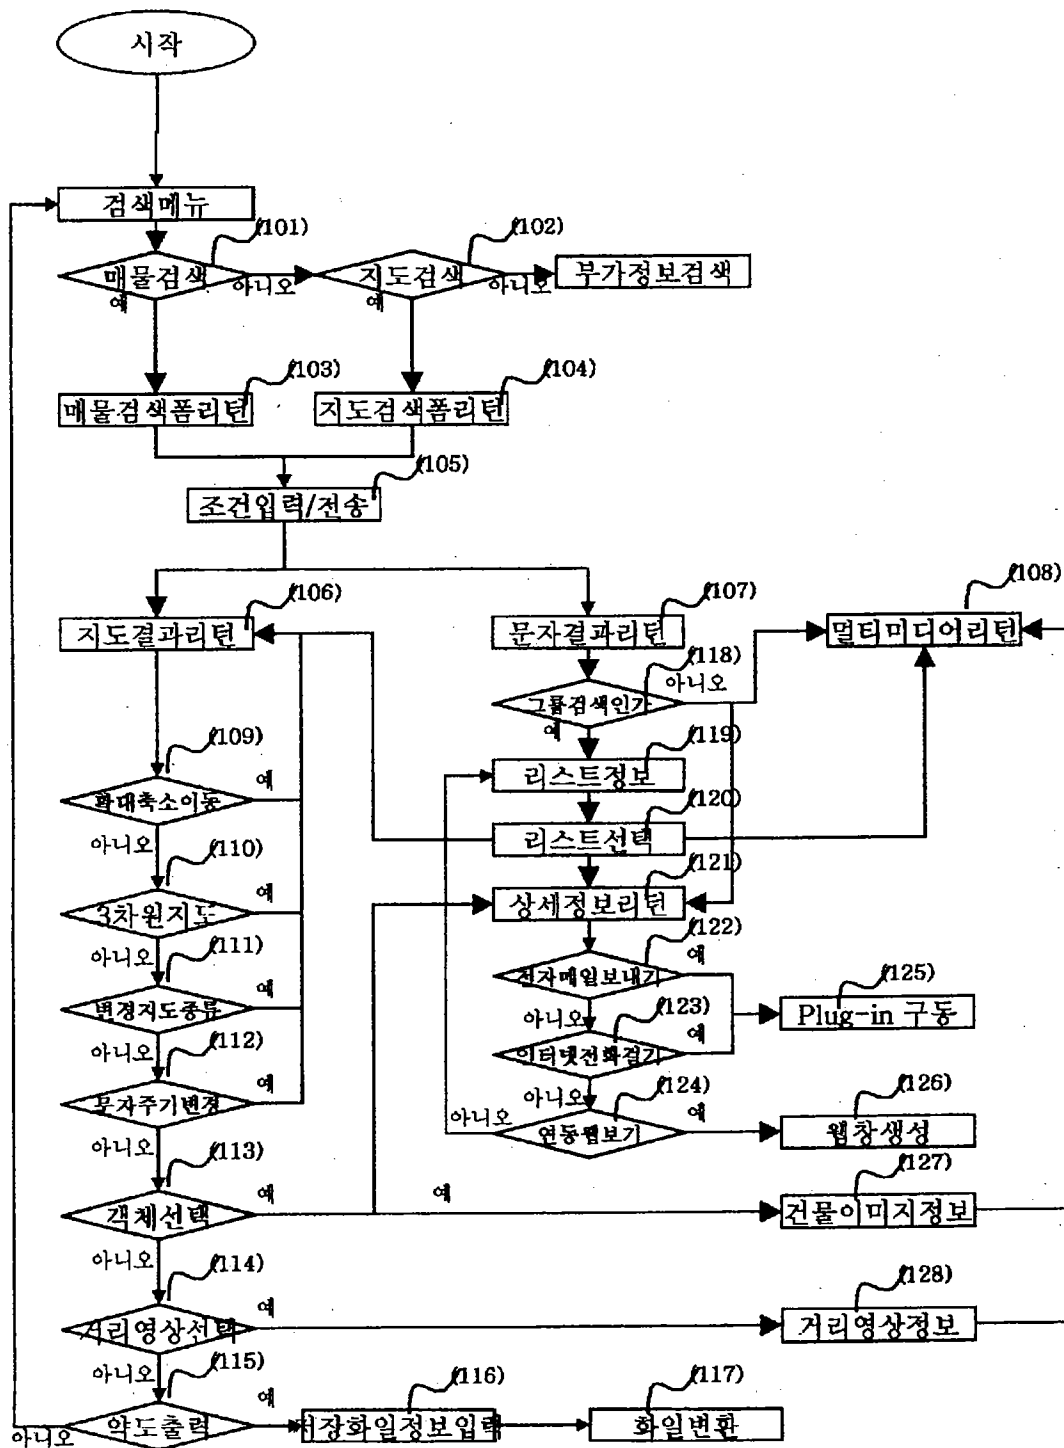 시작
검색메뉴
(101)
(102)
매물검색
아니오
지도검색
아니오
부가정보검색
예
예
(103)
(104)
매물검색폼리턴
지도검색폼리턴
(105)
조건입력/전송
(106)
(107)
(108)
지도결과리턴
문자결과리턴
멀티미디어리턴
(118)
아니오
그룹검색인가
예
(119)
(109)
예
리스트정보
확대축소이동
(120)
아니오
(110)
리스트선택
(121)
예
3차원지도
상세정보리턴
(122)
아니오
(111)
예
예
전자메일보내기
(125)
변경지도종류
아니오
(123)
Plug-in 구동
아니오
(112)
예
예
인터넷전화걸기
문자주기변경
아니오
(124)
(126)
아니오
예
연동웹보기
웹창생성
아니오
(113)
(127)
예
예
객체선택
건물이미지정보
아니오
(114)
(128)
예
거리영상선택
거리영상정보
아니오
(115)
예
(116)
(117)
약도출력
저장화일정보입력
화일변환
아니오